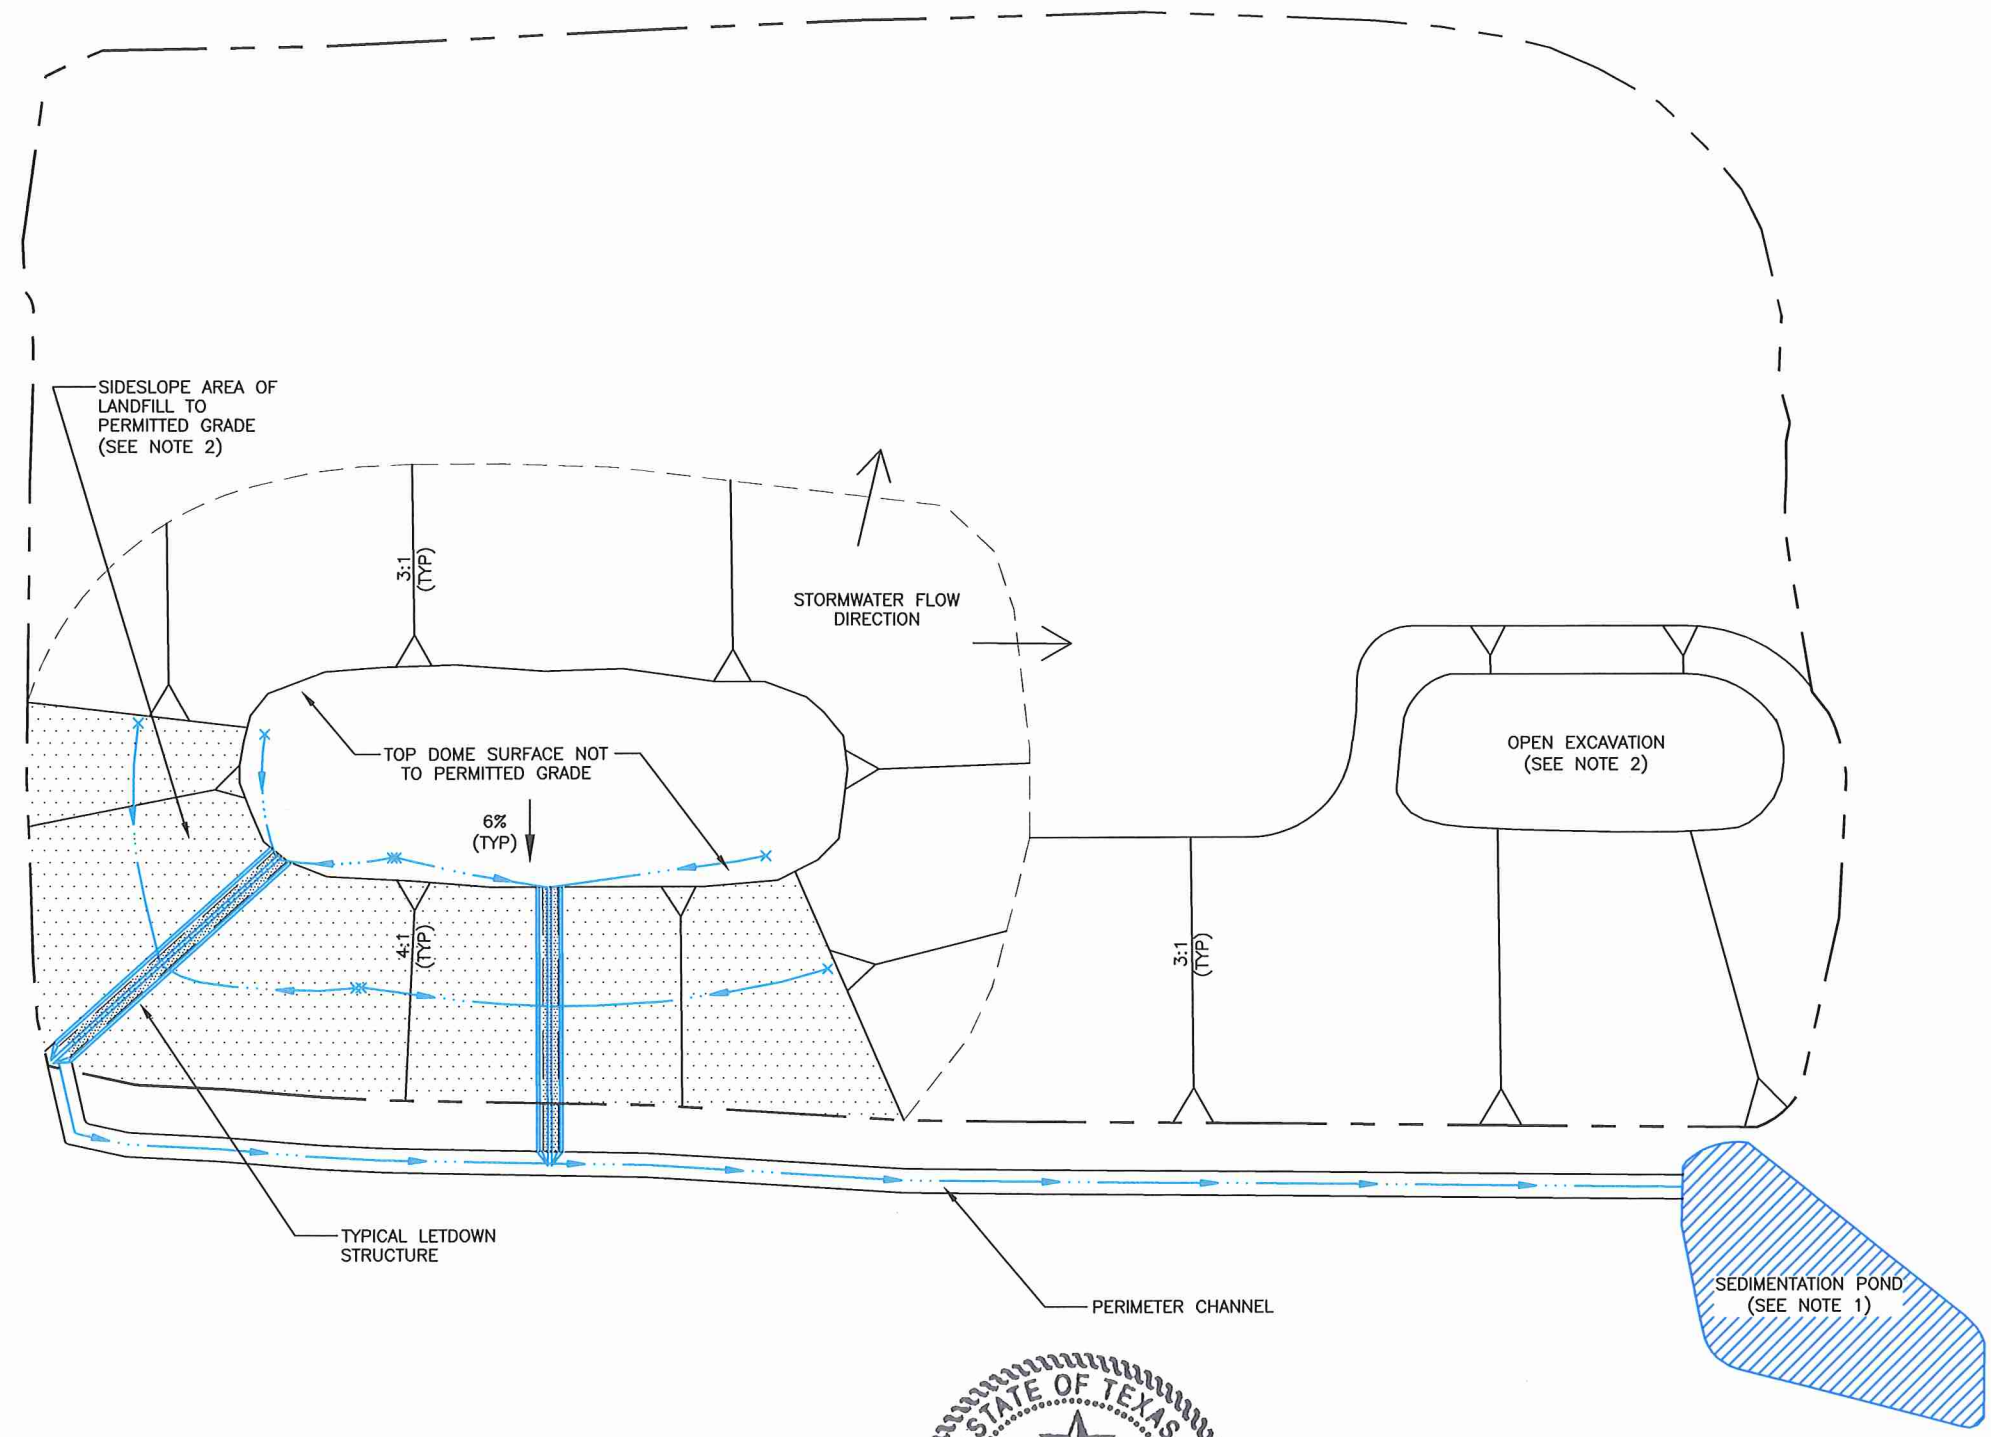 SIDESLOPE AREA OF
LANDFILL TO
PERMITTED GRADE
(SEE NOTE 2)
3:1
(TYP)
STORMWATER FLOW
DIRECTION
TOP DOME SURFACE NOT
TO PERMITTED GRADE
6%
(TYP)
OPEN EXCAVATION
(SEE NOTE 2)
4:1
(TYP)
3:1
(TYP)
TYPICAL LETDOWN
STRUCTURE
PERIMETER CHANNEL
SEDIMENTATION POND
(SEE NOTE 1)
STATE OF TEXAS